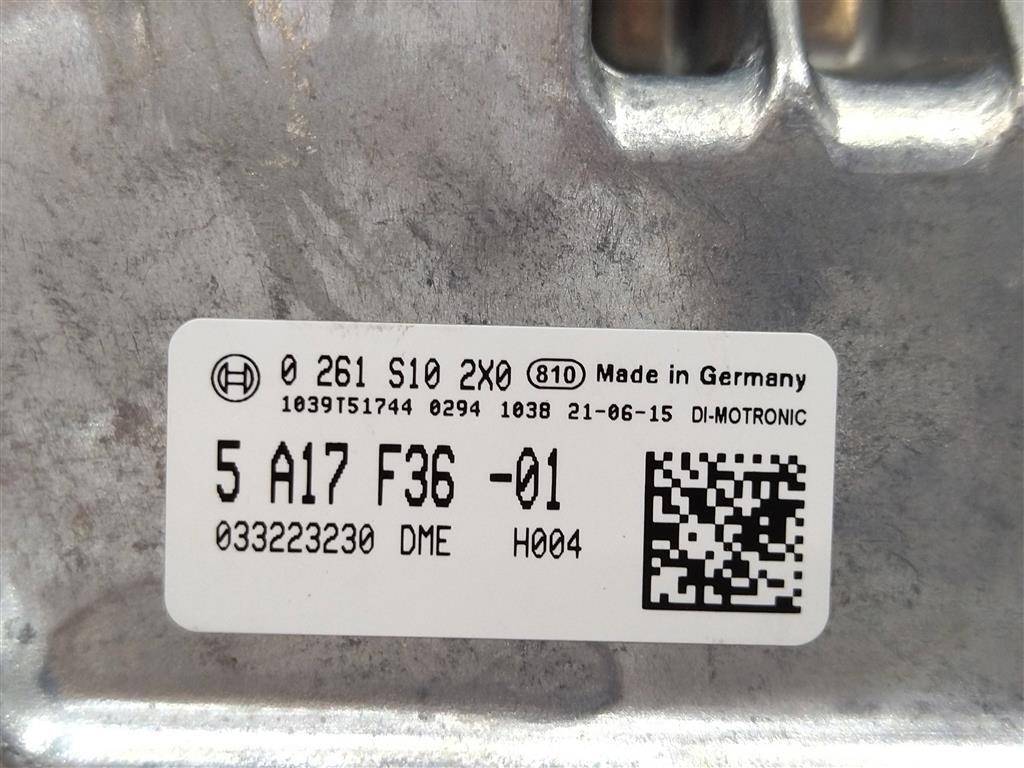 0 261 S10 2X0 810 Made in Germany
1039T51744 0294 1038 21-06-15 DI-MOTRONIC
5 A17 F36 -01
033223230 DME H004